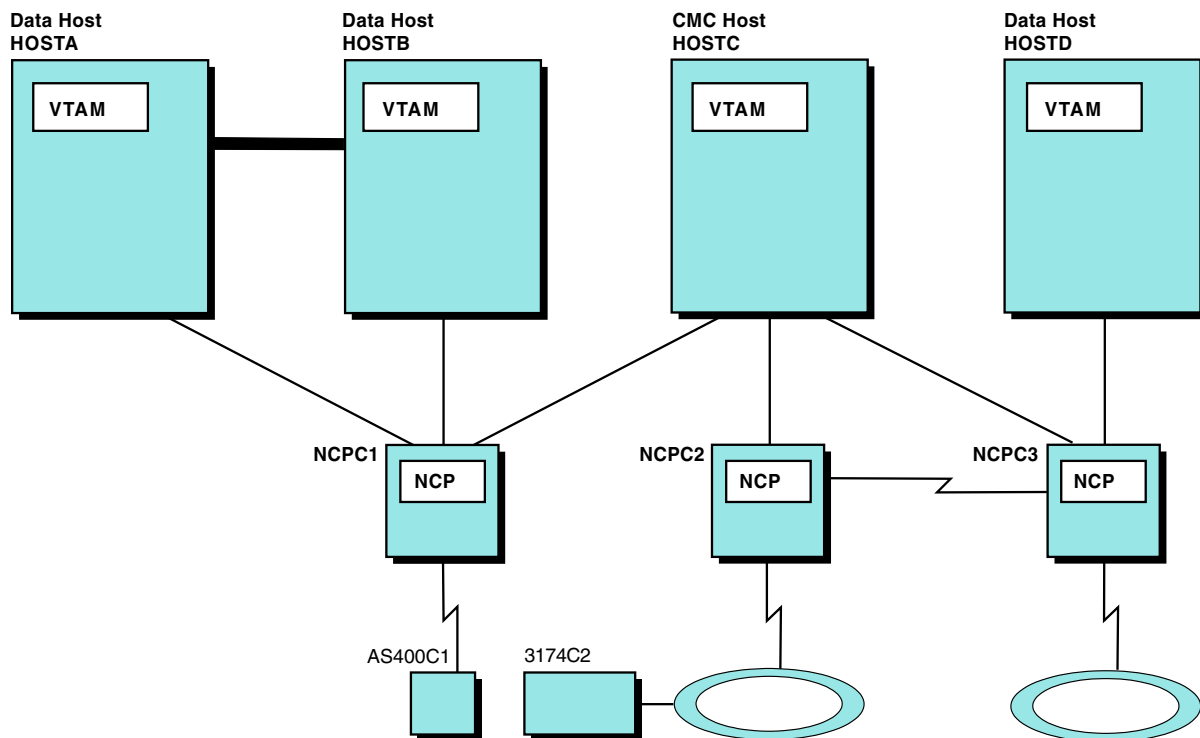 Data Host
HOSTA
Data Host
HOSTB
CMC Host
HOSTC
Data Host
HOSTD
VTAM
VTAM
VTAM
VTAM
NCPC1
NCPC2
NCPC3
NCP
NCP
NCP
AS400C1
3174C2